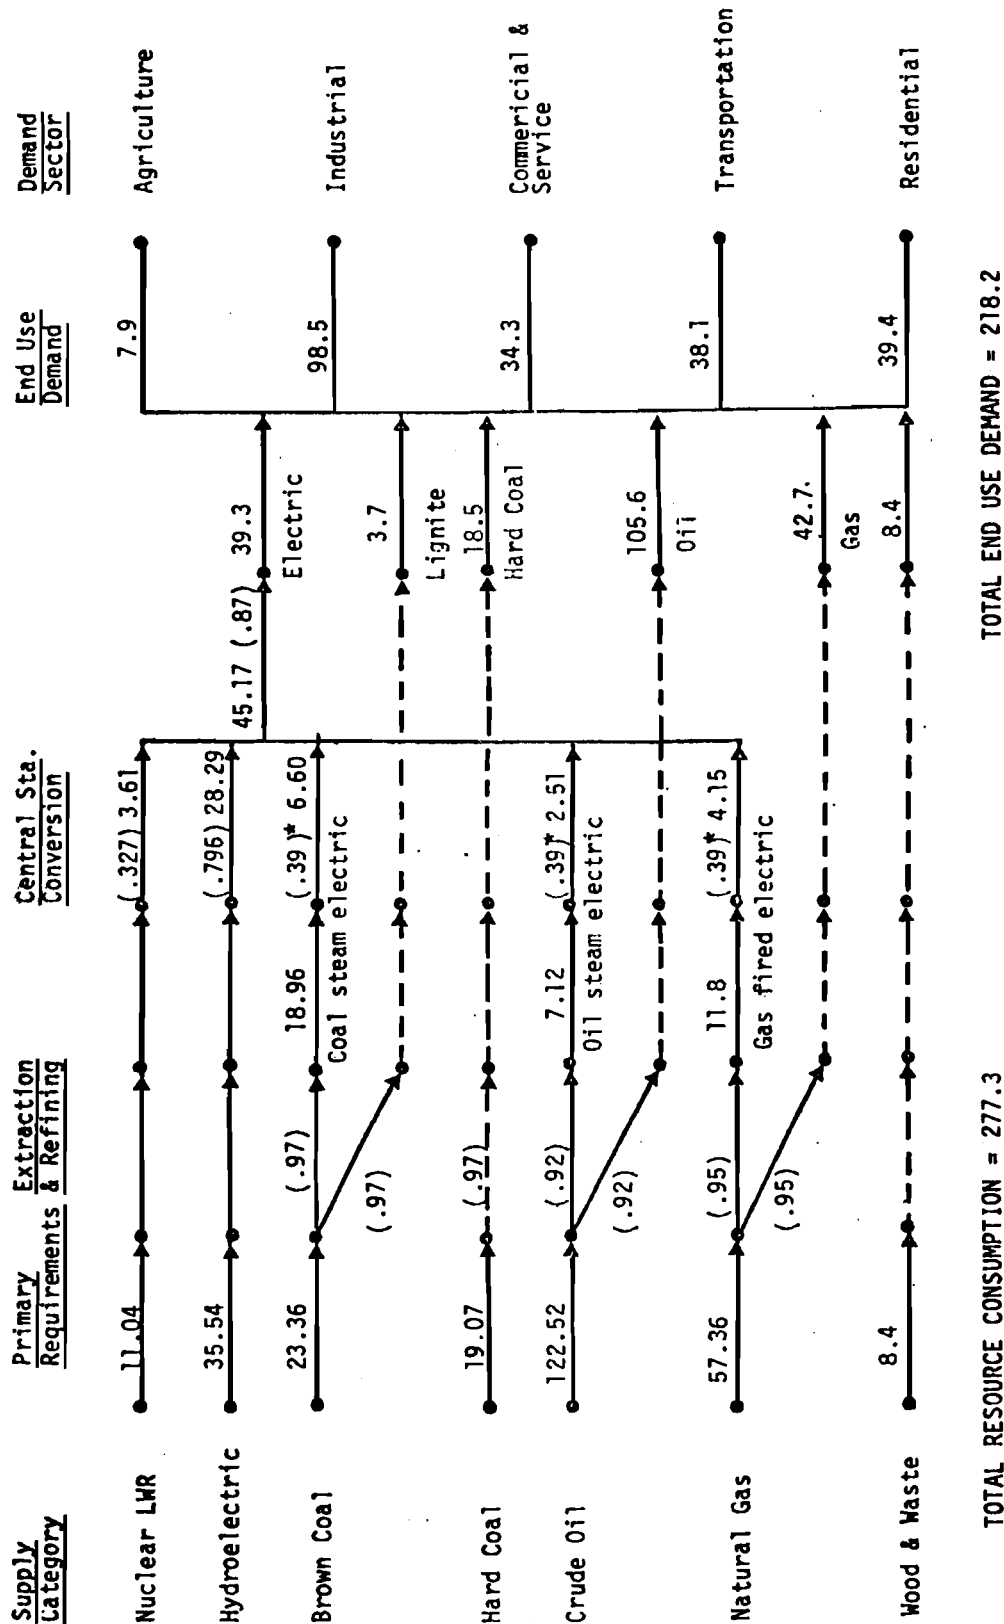 Supply Category
Primary Requirements
Extraction & Refining
Central Sta. Conversion
End Use Demand
Demand Sector
Nuclear LWR
11.04
(.327) 3.61
7.9
Agriculture
Hydroelectric
35.54
(.796) 28.29
45.17 (.87)
39.3
Electric
Brown Coal
23.36
(.97)
18.96
Coal steam electric
(.39)* 6.60
98.5
Industrial
(.97)
3.7
Lignite
Hard Coal
19.07
(.97)
18.5
Hard Coal
34.3
Commericial &
Service
Crude Oil
122.52
(.92)
7.12
Oil steam electric
(.39)* 2.51
(.92)
105.6
Oil
38.1
Transportation
Natural Gas
57.36
(.95)
11.8
Gas fired electric
(.39)* 4.15
(.95)
42.7
Gas
Wood & Waste
8.4
8.4
39.4
Residential
TOTAL RESOURCE CONSUMPTION = 277.3
TOTAL END USE DEMAND = 218.2